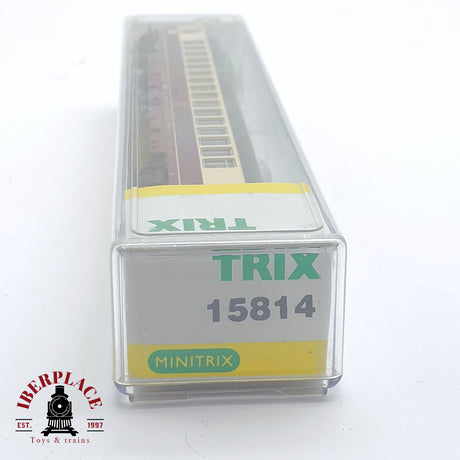 TRIX
TRIX
15814
MINITRIX
IBERPLACE
EST. 1997
Toys & trains